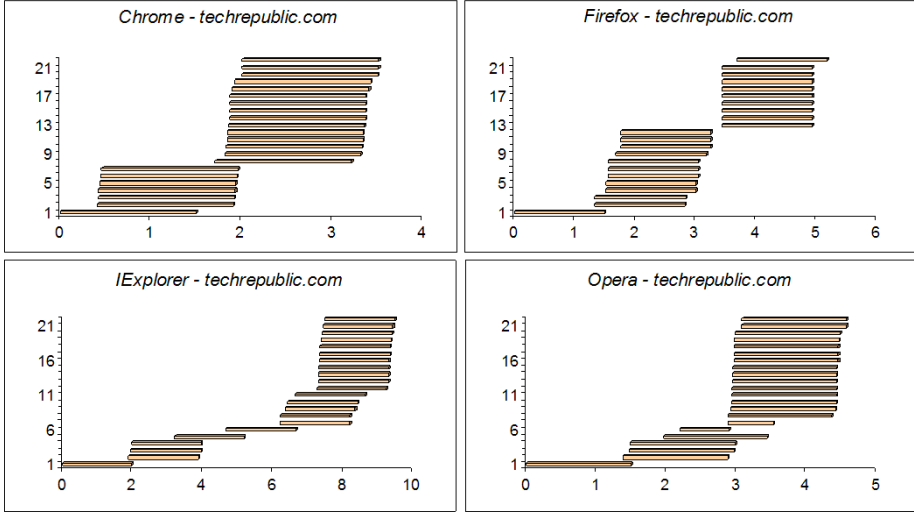 Chrome - techrepublic.com
21
17
13
9
5
1
0 1 2 3 4
Firefox - techrepublic.com
21
17
13
9
5
1
0 1 2 3 4 5 6
IExplorer - techrepublic.com
21
16
11
6
1
0 2 4 6 8 10
Opera - techrepublic.com
21
16
11
6
1
0 1 2 3 4 5